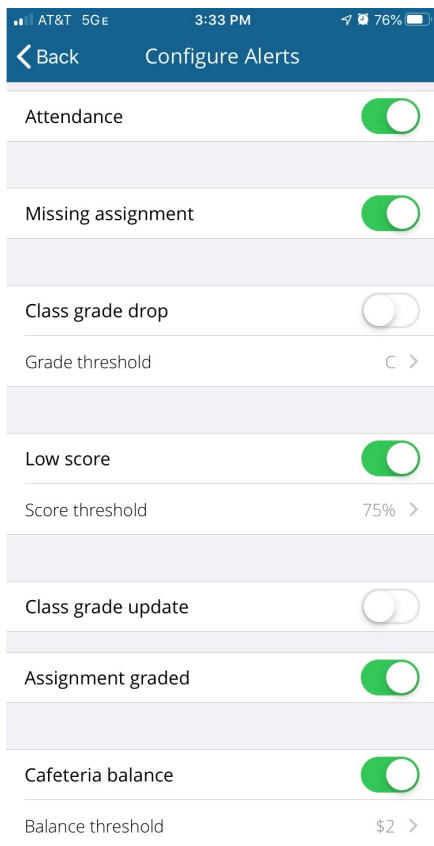 AT&T 5GE 3:33 PM 76%
Back Configure Alerts
Attendance
Missing assignment
Class grade drop
Grade threshold C
Low score
Score threshold 75%
Class grade update
Assignment graded
Cafeteria balance
Balance threshold $2